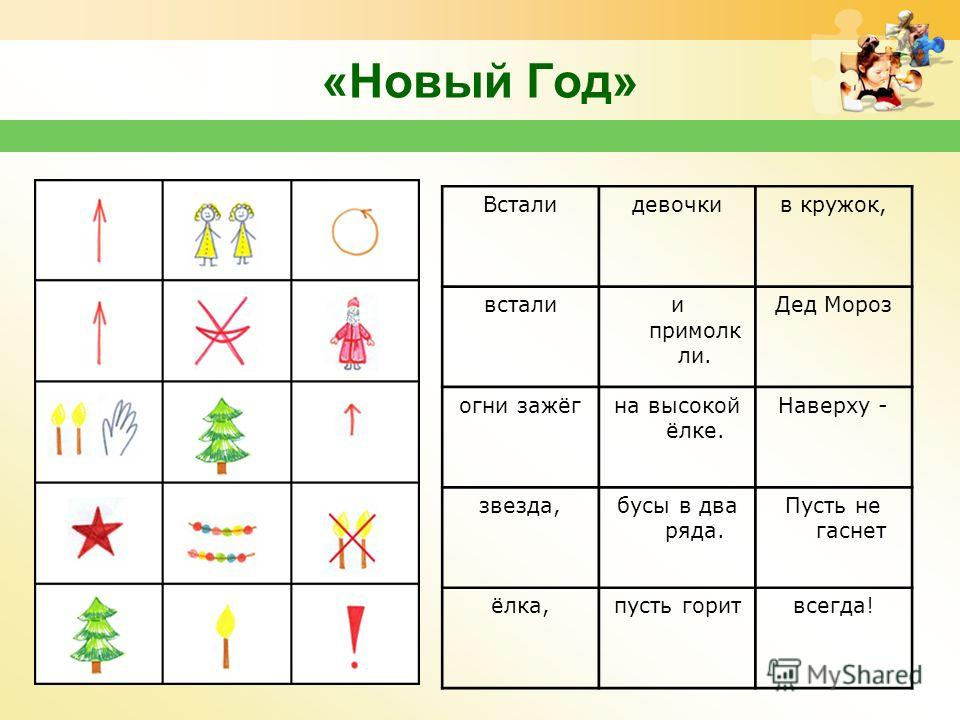 «Новый Год»
Встали девочки в кружок,
встали и примолк ли. Дед Мороз
огни зажёг на высокой ёлке. Наверху -
звезда, бусы в два ряда. Пусть не гаснет
ёлка, пусть горит всегда!
MyShared